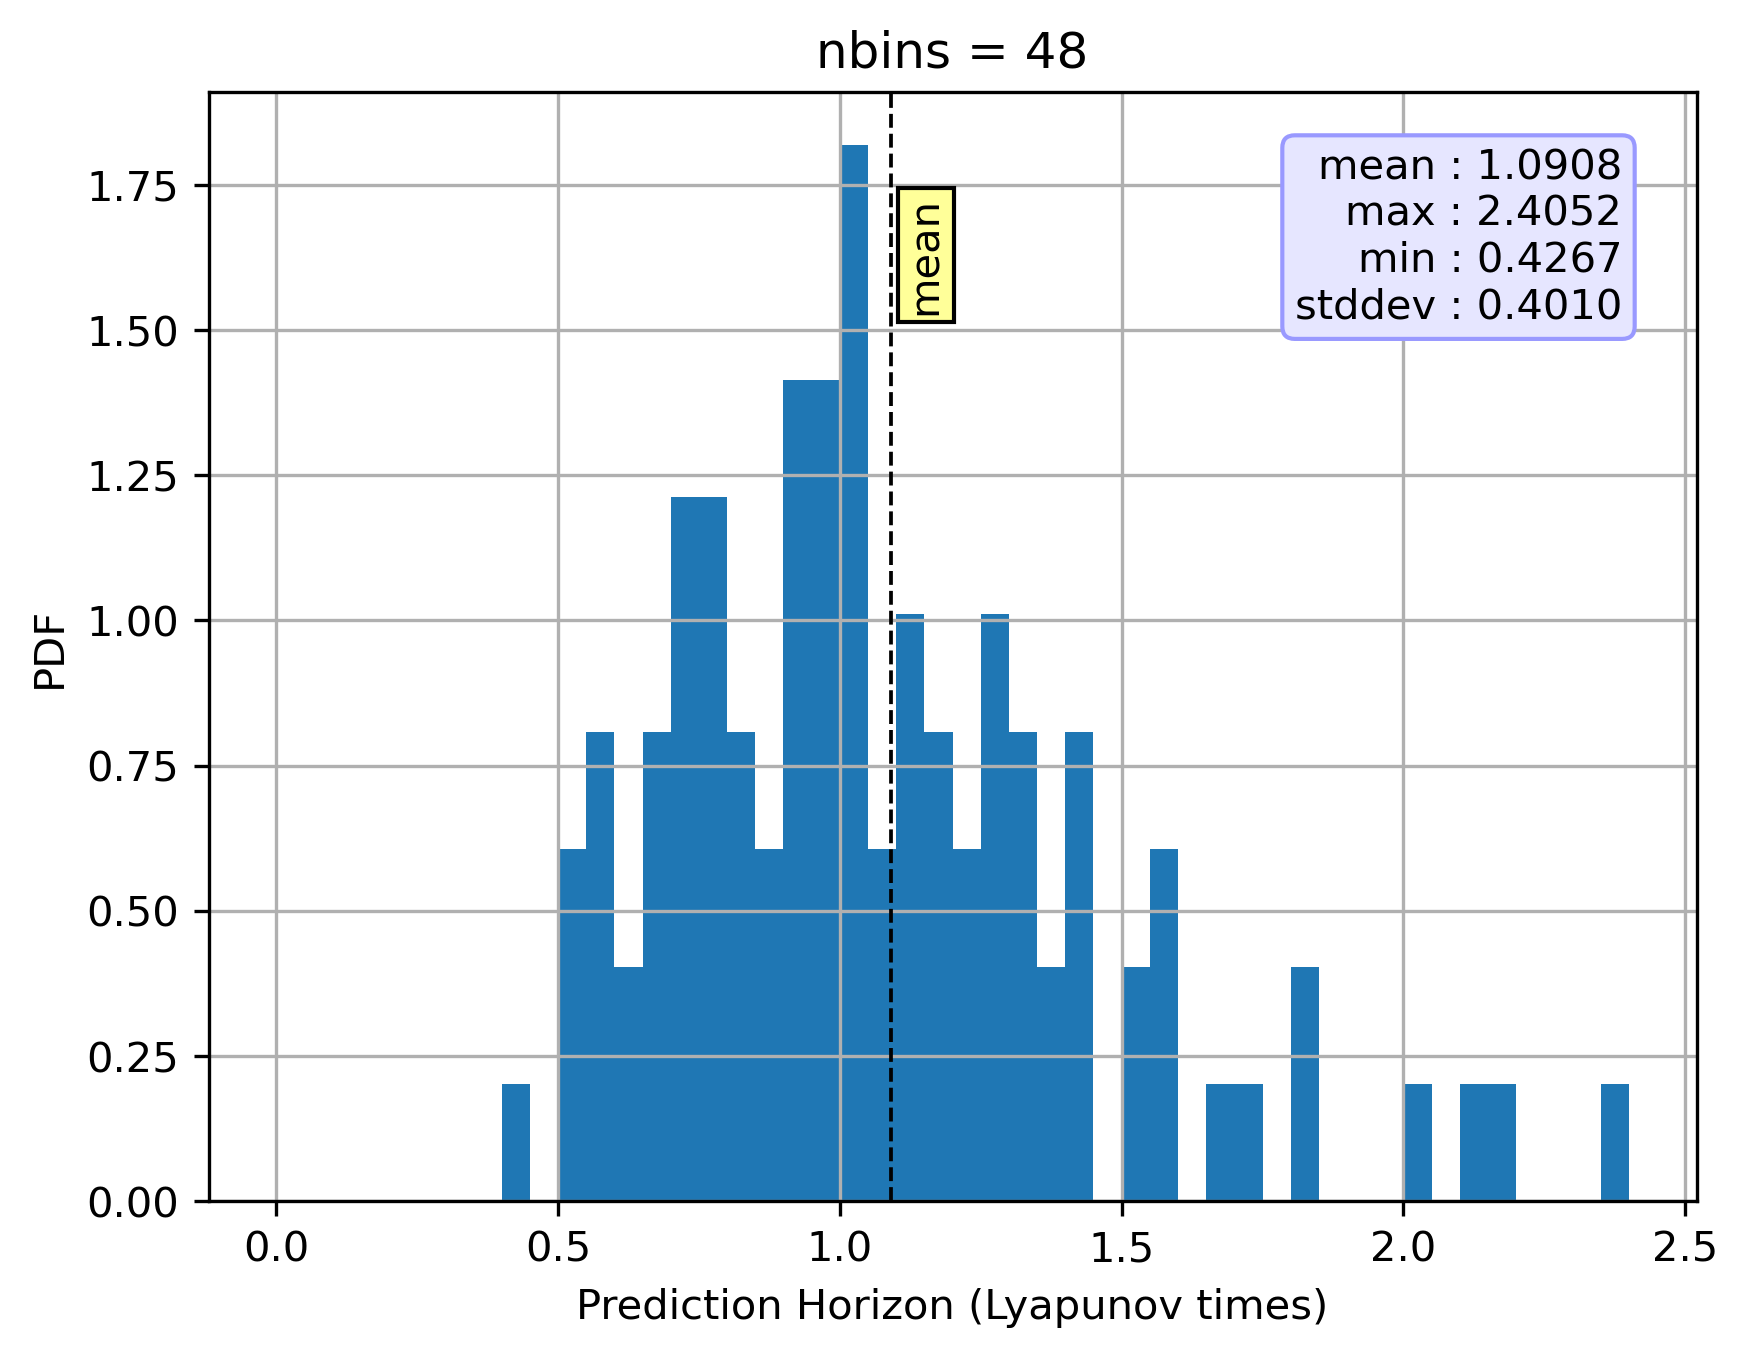 nbins = 48
mean : 1.0908
max : 2.4052
min : 0.4267
stddev : 0.4010
mean
PDF
1.75
1.50
1.25
1.00
0.75
0.50
0.25
0.00
0.0 0.5 1.0 1.5 2.0 2.5
Prediction Horizon (Lyapunov times)